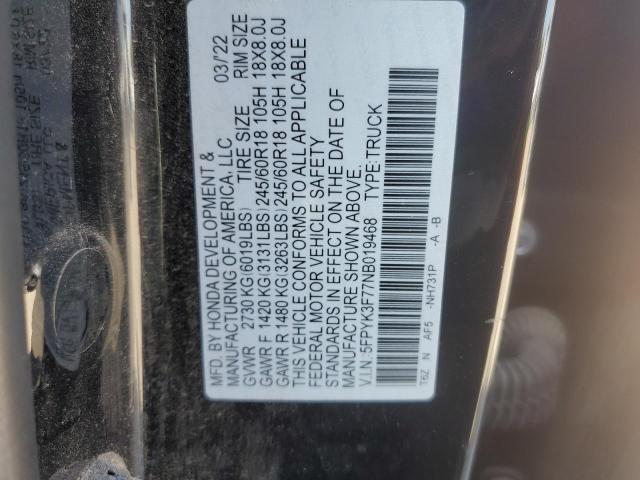 MFD. BY HONDA DEVELOPMENT &
MANUFACTURING OF AMERICA, LLC 03/22
GVWR 2730 KG(6019LBS) TIRE SIZE RIM SIZE
GAWR F 1420 KG(3131LBS) 245/60R18 105H 18X8.0J
GAWR R 1480 KG(3263LBS) 245/60R18 105H 18X8.0J
THIS VEHICLE CONFORMS TO ALL APPLICABLE
FEDERAL MOTOR VEHICLE SAFETY
STANDARDS IN EFFECT ON THE DATE OF
MANUFACTURE SHOWN ABOVE.
V.I.N.:5FPYK3F77NB019468 TYPE:TRUCK
T6Z N AF5 -NH731P -A -B